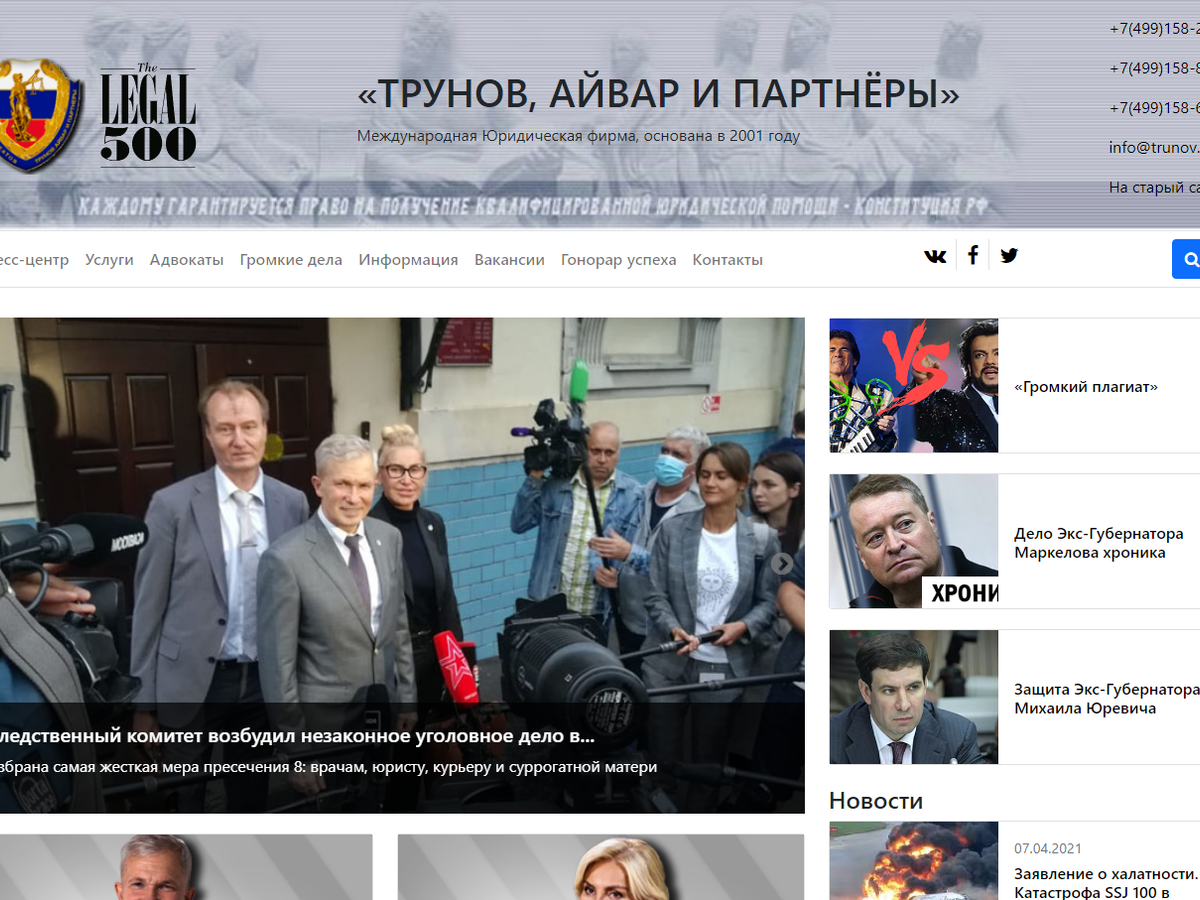 The
LEGAL
500
«ТРУНОВ, АЙВАР И ПАРТНЁРЫ»
Международная Юридическая фирма, основана в 2001 году
+7(499)158-2
+7(499)158-8
+7(499)158-6
info@trunov.
На старый са
КАЖДОМУ ГАРАНТИРУЕТСЯ ПРАВО НА ПОЛУЧЕНИЕ КВАЛИФИЦИРОВАННОЙ ЮРИДИЧЕСКОЙ ПОМОЩИ - КОНСТИТУЦИЯ РФ
есс-центр Услуги Адвокаты Громкие дела Информация Вакансии Гонорар успеха Контакты
МОСКВА
ледственный комитет возбудил незаконное уголовное дело в...
збрана самая жесткая мера пресечения 8: врачам, юристу, курьеру и суррогатной матери
VS
«Громкий плагиат»
ХРОНИ
Дело Экс-Губернатора
Маркелова хроника
Защита Экс-Губернатора
Михаила Юревича
Новости
07.04.2021
Заявление о халатности.
Катастрофа SSJ 100 в